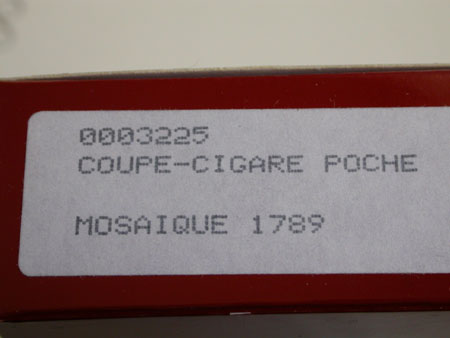 0003225
COUPE-CIGARE POCHE
MOSAIQUE 1789